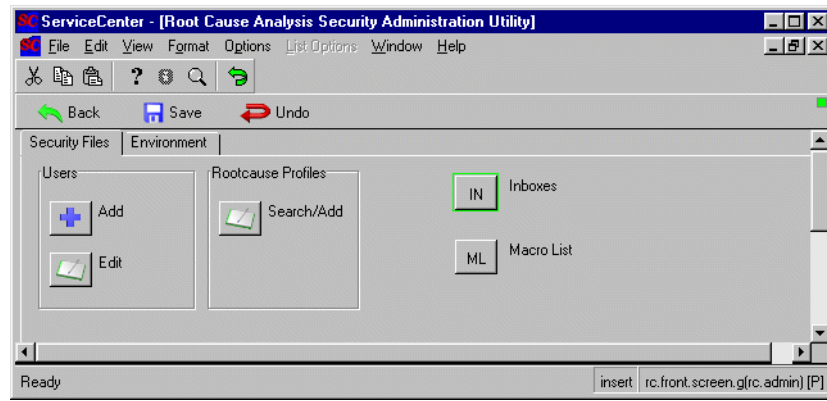 SC ServiceCenter - [Root Cause Analysis Security Administration Utility]
SC File Edit View Format Options List Options Window Help
?
Back Save Undo
Security Files Environment
Users Rootcause Profiles
IN Inboxes
Add Search/Add
ML Macro List
Edit
Ready insert rc.front.screen.g(rc.admin) [P]